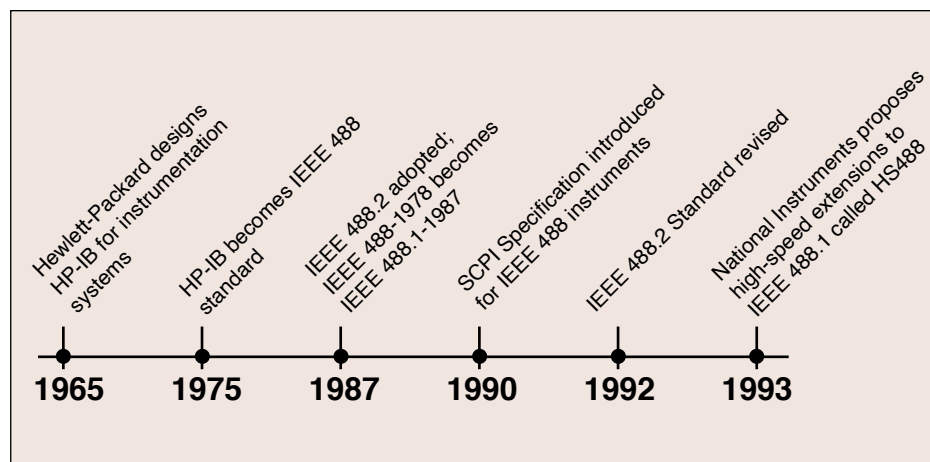 Hewlett-Packard designs
HP-IB for instrumentation
systems
HP-IB becomes IEEE 488
standard
IEEE 488.2 adopted;
IEEE 488-1978 becomes
IEEE 488.1-1987
SCPI Specification introduced
for IEEE 488 instruments
IEEE 488.2 Standard revised
National Instruments proposes
high-speed extensions to
IEEE 488.1 called HS488
1965
1975
1987
1990
1992
1993